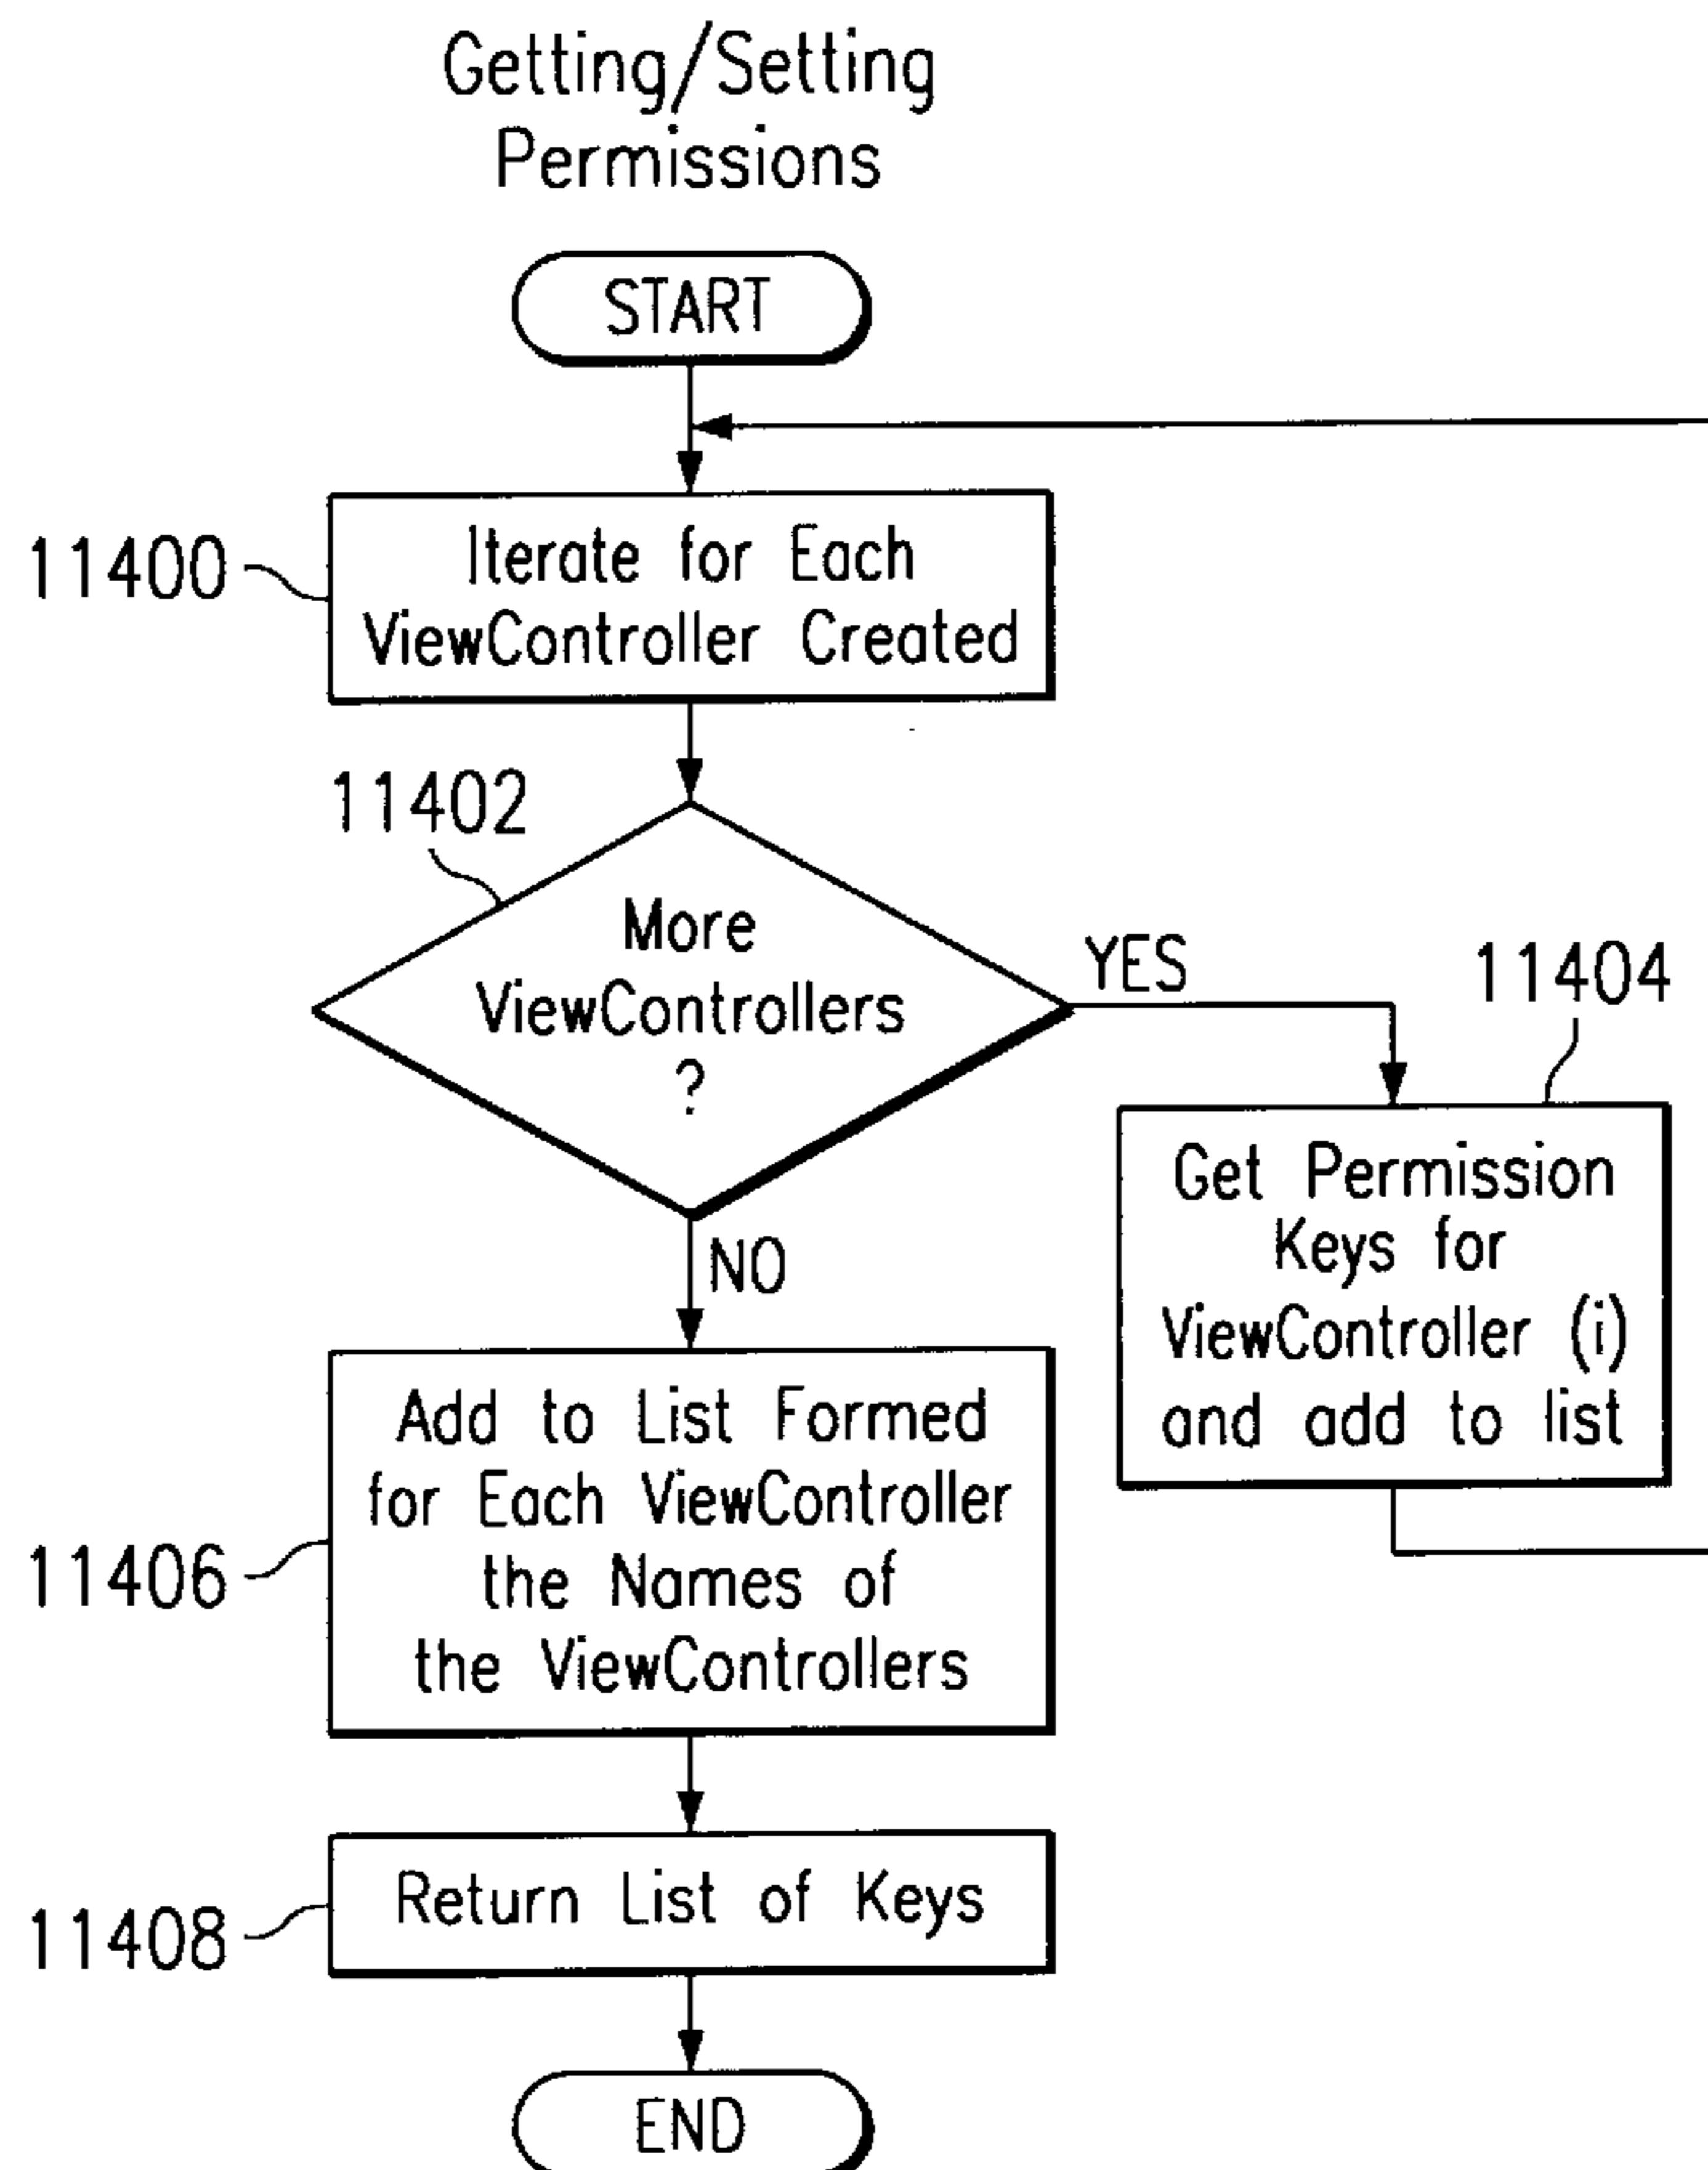 Getting/Setting
Permissions
START
11400
Iterate for Each
ViewController Created
11402
More
ViewControllers
?
YES
11404
Get Permission
Keys for
ViewController (i)
and add to list
NO
11406
Add to List Formed
for Each ViewController
the Names of
the ViewControllers
11408
Return List of Keys
END